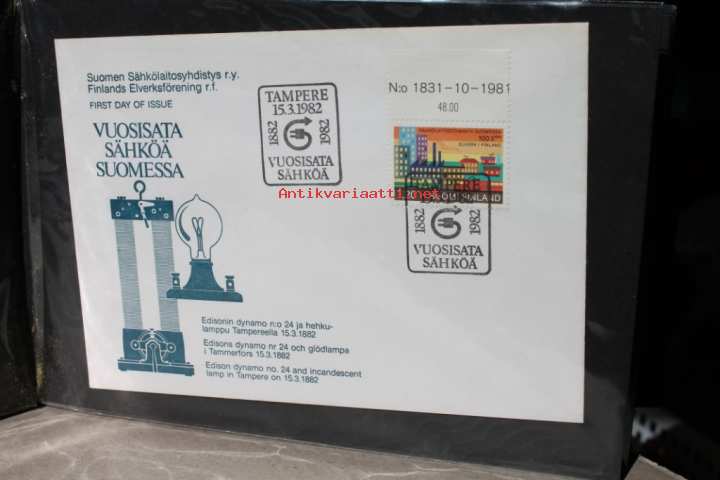 Suomen Sähkölaitosyhdistys r.y.
Finlands Elverksförening r.f.
FIRST DAY OF ISSUE
VUOSISATA
SÄHKÖÄ
SUOMESSA
TAMPERE
15.3.1982
1882
1982
VUOSISATA
SÄHKÖÄ
N:o 1831-10-1981
48.00
SUOMI FINLAND
1882
1982
VUOSISATA
SÄHKÖÄ
Antikvariaatti.net
Edisonin dynamo n:o 24 ja hehku-
lamppu Tampereella 15.3.1882
Edisons dynamo nr 24 och glödlampa
i Tammerfors 15.3.1882
Edison dynamo no. 24 and incandescent
lamp in Tampere on 15.3.1882